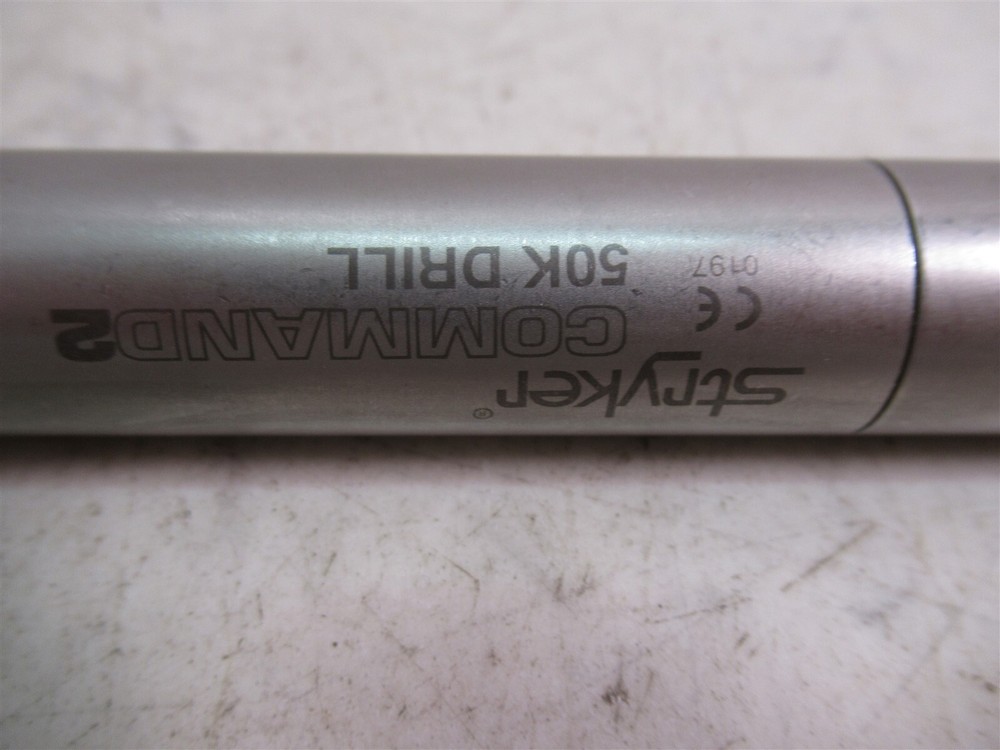 stryker®
COMMAND2
CE
50K DRILL
0197